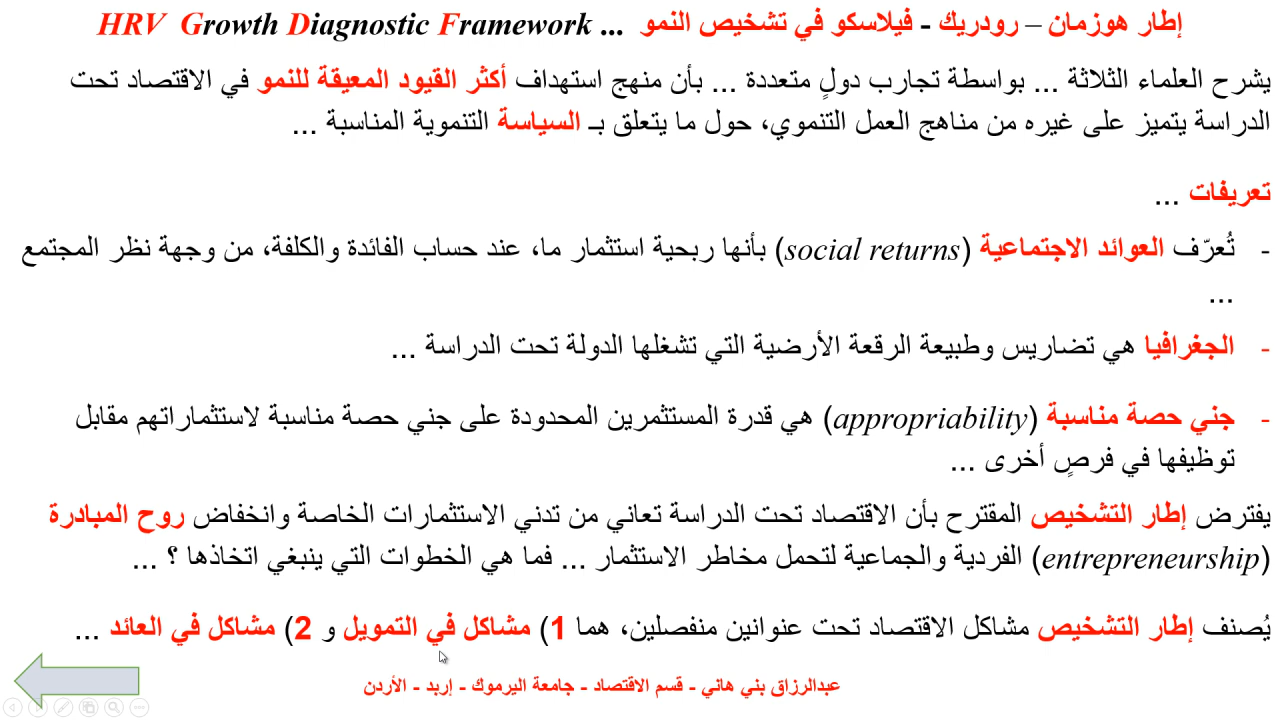 إطار هوزمان – رودريك - فيلاسكو في تشخيص النمو ... HRV Growth Diagnostic Framework
يشرح العلماء الثلاثة ... بواسطة تجارب دولٍ متعددة ... بأن منهج استهداف أكثر القيود المعيقة للنمو في الاقتصاد تحت
الدراسة يتميز على غيره من مناهج العمل التنموي، حول ما يتعلق بـ السياسة التنموية المناسبة ...
تعريفات ...
- تُعرّف العوائد الاجتماعية (social returns) بأنها ربحية استثمار ما، عند حساب الفائدة والكلفة، من وجهة نظر المجتمع
...
- الجغرافيا هي تضاريس وطبيعة الرقعة الأرضية التي تشغلها الدولة تحت الدراسة ...
- جني حصة مناسبة (appropriability) هي قدرة المستثمرين المحدودة على جني حصة مناسبة لاستثماراتهم مقابل
توظيفها في فرصٍ أخرى ...
يفترض إطار التشخيص المقترح بأن الاقتصاد تحت الدراسة تعاني من تدني الاستثمارات الخاصة وانخفاض روح المبادرة
(entrepreneurship) الفردية والجماعية لتحمل مخاطر الاستثمار ... فما هي الخطوات التي ينبغي اتخاذها ؟ ...
يُصنف إطار التشخيص مشاكل الاقتصاد تحت عنوانين منفصلين، هما 1) مشاكل في التمويل و 2) مشاكل في العائد ...
عبدالرزاق بني هاني - قسم الاقتصاد - جامعة اليرموك - إربد - الأردن